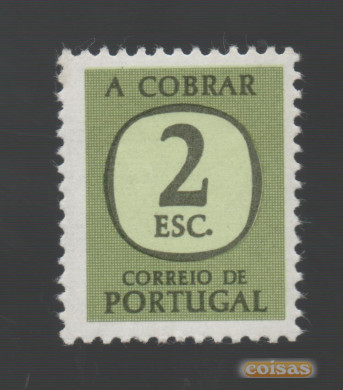 A COBRAR
2
ESC.
CORREIO DE
PORTUGAL
coisas